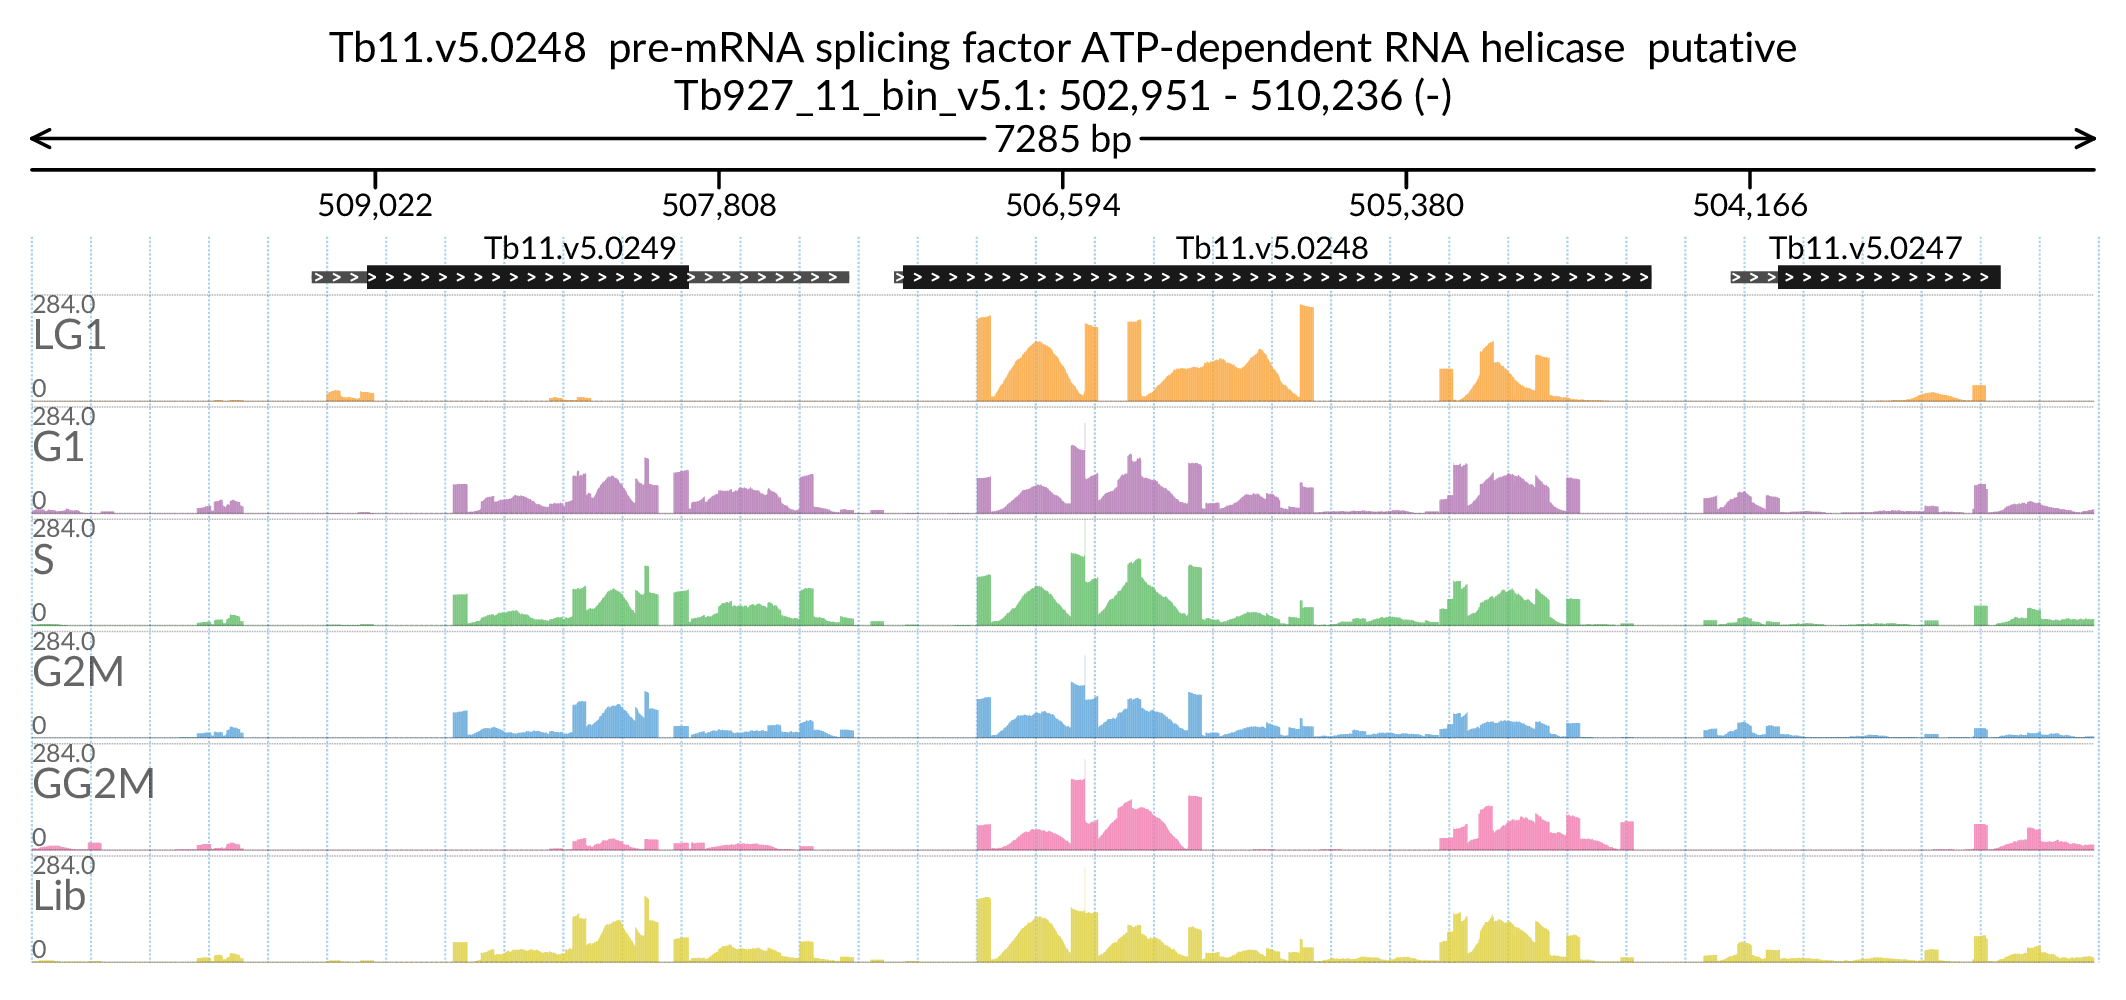 Tb11.v5.0248  pre-mRNA splicing factor ATP-dependent RNA helicase  putative
Tb927_11_bin_v5.1: 502,951 - 510,236 (-)
7285 bp
509,022 507,808 506,594 505,380 504,166
Tb11.v5.0249 Tb11.v5.0248 Tb11.v5.0247
284.0
LG1
0
284.0
G1
0
284.0
S
0
284.0
G2M
0
284.0
GG2M
0
284.0
Lib
0